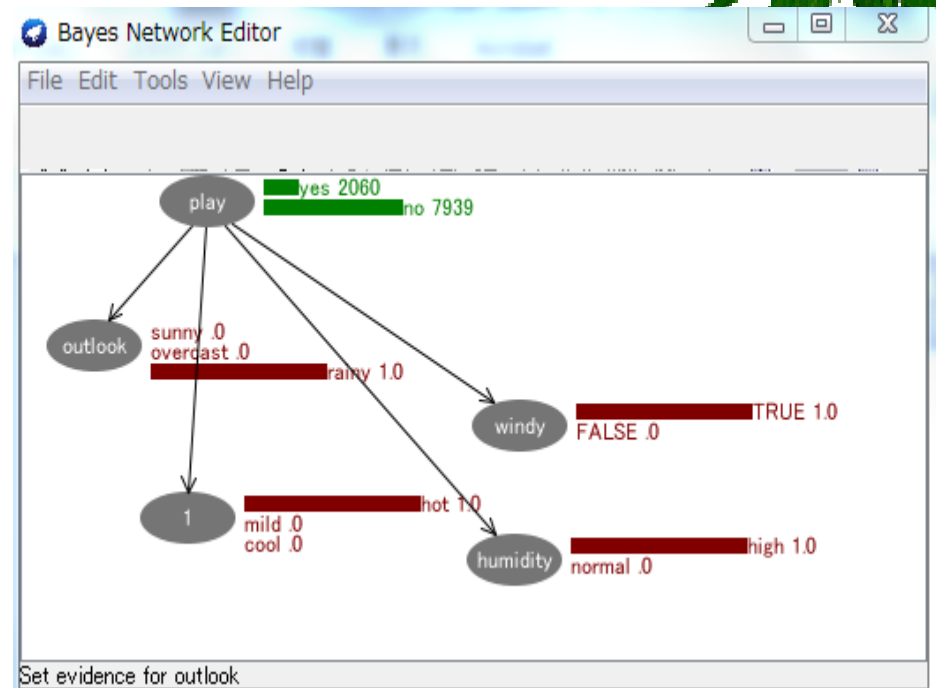 Bayes Network Editor
File Edit Tools View Help
play
yes 2060
no 7939
outlook
sunny .0
overcast .0
rainy 1.0
windy
TRUE 1.0
FALSE .0
1
hot 1.0
mild .0
cool .0
humidity
high 1.0
normal .0
Set evidence for outlook